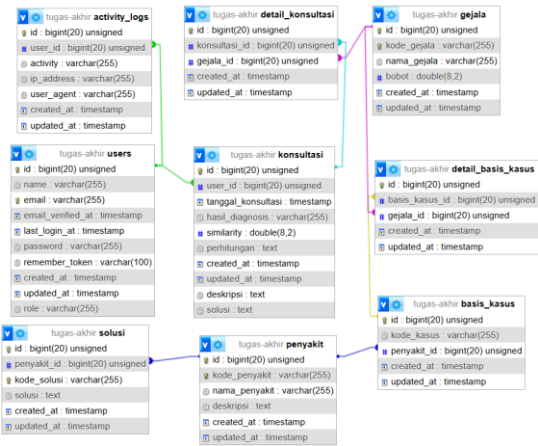 tugas-akhir activity_logs
id : bigint(20) unsigned
user_id : bigint(20) unsigned
activity : varchar(255)
ip_address : varchar(255)
user_agent : varchar(255)
created_at : timestamp
updated_at : timestamp
tugas-akhir detail_konsultasi
id : bigint(20) unsigned
konsultasi_id : bigint(20) unsigned
gejala_id : bigint(20) unsigned
created_at : timestamp
updated_at : timestamp
tugas-akhir gejala
id : bigint(20) unsigned
kode_gejala : varchar(255)
nama_gejala : varchar(255)
bobot : double(8,2)
created_at : timestamp
updated_at : timestamp
tugas-akhir users
id : bigint(20) unsigned
name : varchar(255)
email : varchar(255)
email_verified_at : timestamp
last_login_at : timestamp
password : varchar(255)
remember_token : varchar(100)
created_at : timestamp
updated_at : timestamp
role : varchar(255)
tugas-akhir konsultasi
id : bigint(20) unsigned
user_id : bigint(20) unsigned
tanggal_konsultasi : timestamp
hasil_diagnosis : varchar(255)
similarity : double(8,2)
perhitungan : text
created_at : timestamp
updated_at : timestamp
deskripsi : text
solusi : text
tugas-akhir detail_basis_kasus
id : bigint(20) unsigned
basis_kasus_id : bigint(20) unsigned
gejala_id : bigint(20) unsigned
created_at : timestamp
updated_at : timestamp
tugas-akhir solusi
id : bigint(20) unsigned
penyakit_id : bigint(20) unsigned
kode_solusi : varchar(255)
solusi : text
created_at : timestamp
updated_at : timestamp
tugas-akhir penyakit
id : bigint(20) unsigned
kode_penyakit : varchar(255)
nama_penyakit : varchar(255)
deskripsi : text
created_at : timestamp
updated_at : timestamp
tugas-akhir basis_kasus
id : bigint(20) unsigned
kode_kasus : varchar(255)
penyakit_id : bigint(20) unsigned
created_at : timestamp
updated_at : timestamp